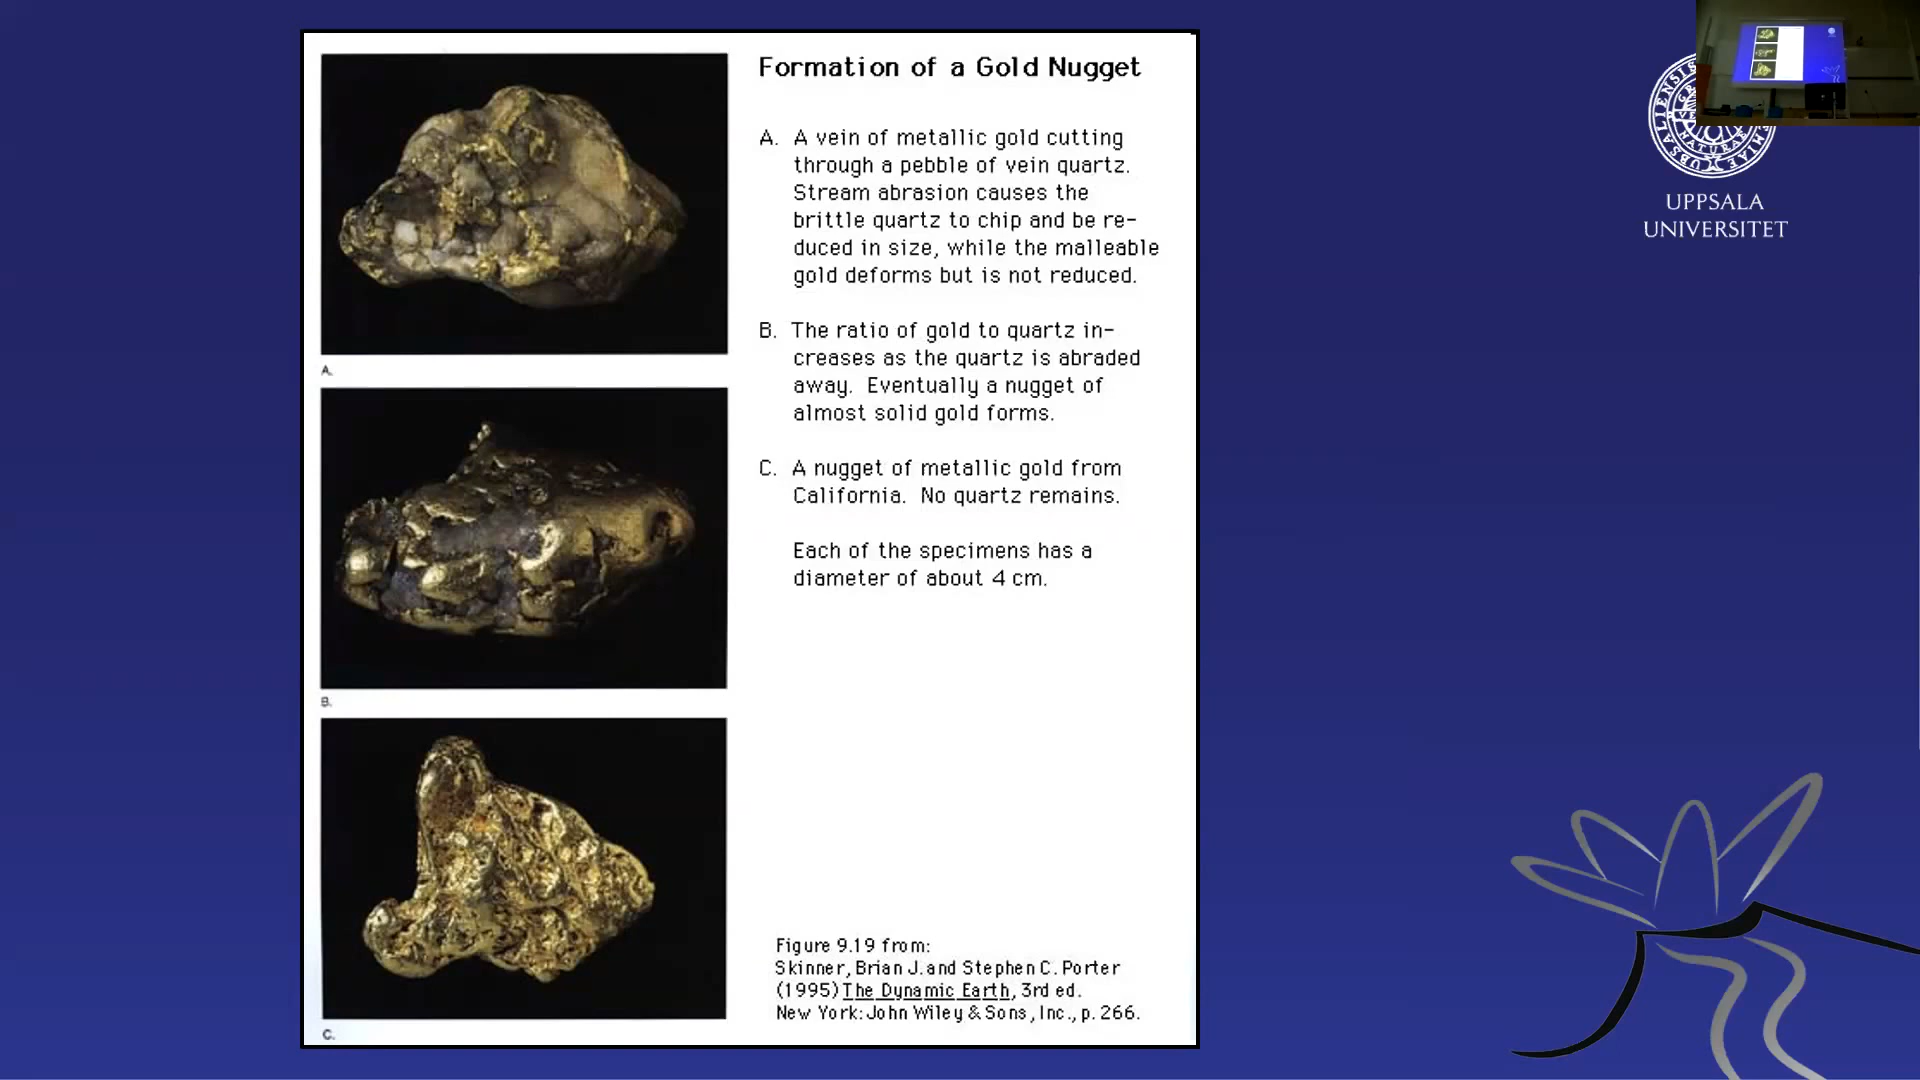 Formation of a Gold Nugget
A. A vein of metallic gold cutting
through a pebble of vein quartz.
Stream abrasion causes the
brittle quartz to chip and be re-
duced in size, while the malleable
gold deforms but is not reduced.
B. The ratio of gold to quartz in-
creases as the quartz is abraded
away. Eventually a nugget of
almost solid gold forms.
C. A nugget of metallic gold from
California. No quartz remains.
Each of the specimens has a
diameter of about 4 cm.
Figure 9.19 from:
Skinner, Brian J. and Stephen C. Porter
(1995) The Dynamic Earth, 3rd ed.
New York: John Wiley & Sons, Inc., p. 266.
A.
B.
C.
UPPSALA
UNIVERSITET